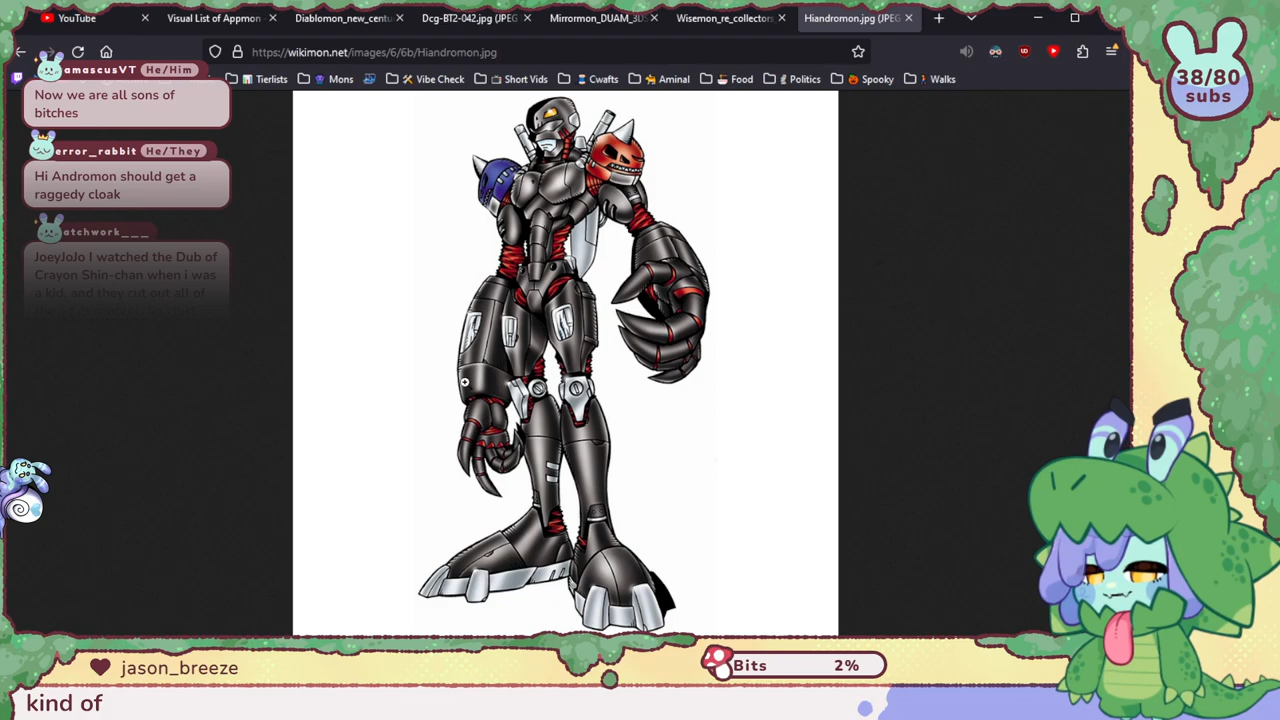 YouTube
Visual List of Appmon
Diablomon_new_centu
Dcg-BT2-042.jpg (JPEG
Mirrormon_DUAM_3DS
Wisemon_re_collectors
Hiandromon.jpg (JPEG
https://wikimon.net/images/6/6b/Hiandromon.jpg
Tierlists
Mons
Vibe Check
Short Vids
Cwafts
Aminal
Food
Politics
Spooky
Walks
amascusVT He/Him
Now we are all sons of
bitches
error_rabbit He/They
Hi Andromon should get a
raggedy cloak
atchwork___
JoeyJoJo I watched the Dub of
Crayon Shin-chan when i was
a kid, and they cut out all of
38/80
subs
jason_breeze
Bits 2%
kind of